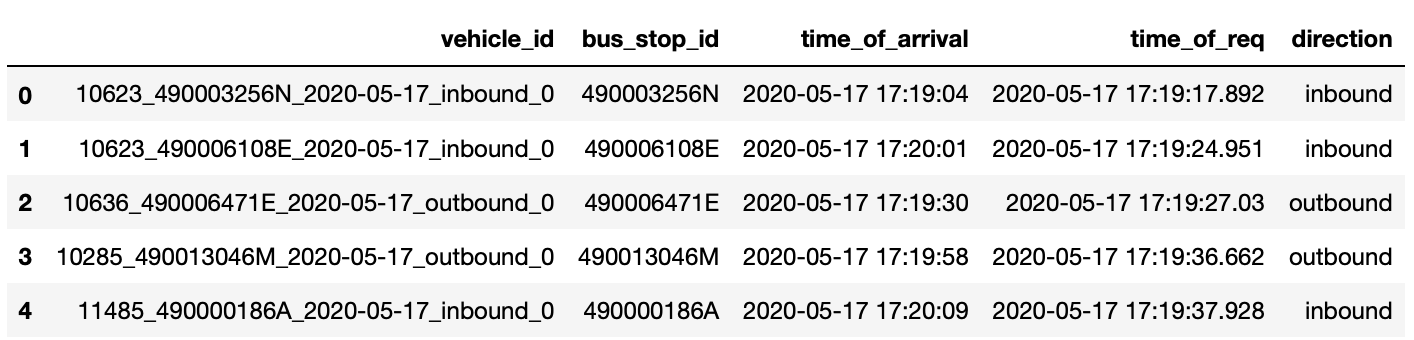 vehicle_id bus_stop_id time_of_arrival time_of_req direction
0 10623_490003256N_2020-05-17_inbound_0 490003256N 2020-05-17 17:19:04 2020-05-17 17:19:17.892 inbound
1 10623_490006108E_2020-05-17_inbound_0 490006108E 2020-05-17 17:20:01 2020-05-17 17:19:24.951 inbound
2 10636_490006471E_2020-05-17_outbound_0 490006471E 2020-05-17 17:19:30 2020-05-17 17:19:27.03 outbound
3 10285_490013046M_2020-05-17_outbound_0 490013046M 2020-05-17 17:19:58 2020-05-17 17:19:36.662 outbound
4 11485_490000186A_2020-05-17_inbound_0 490000186A 2020-05-17 17:20:09 2020-05-17 17:19:37.928 inbound